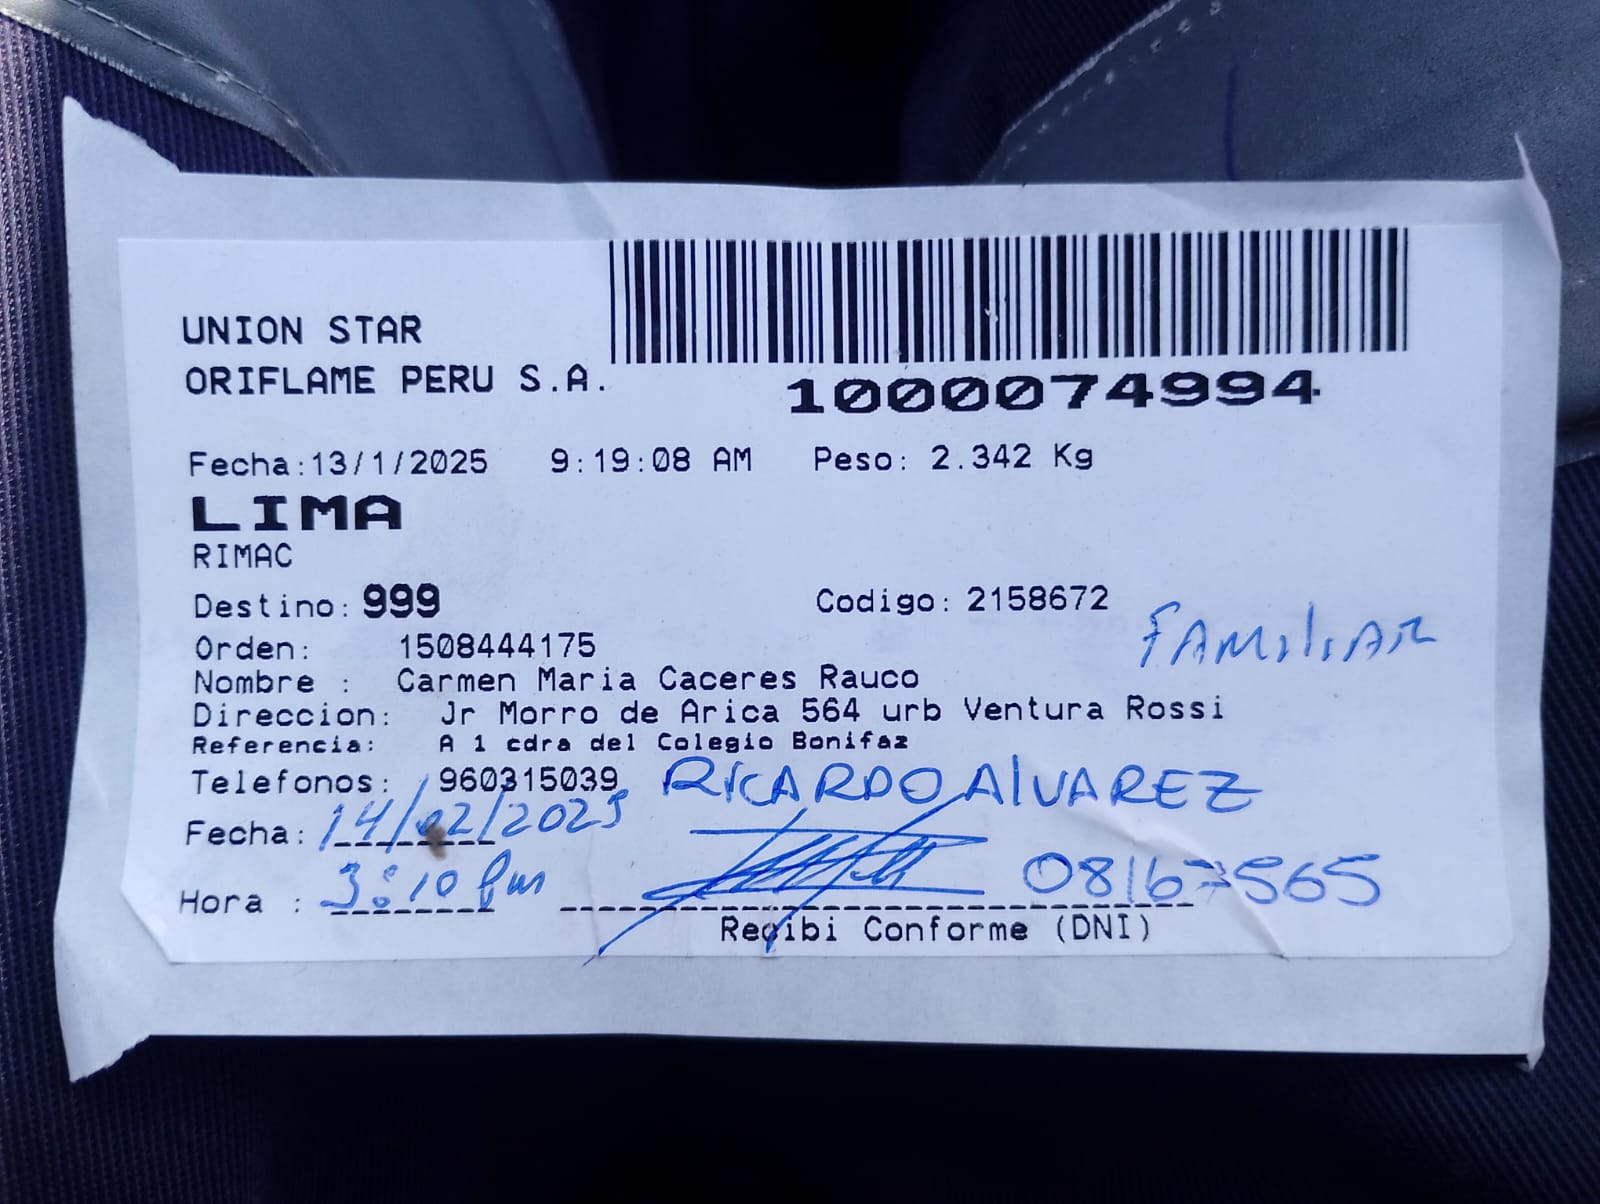 UNION STAR
ORIFLAME PERU S.A.
1000074994
Fecha:13/1/2025 9:19:08 AM Peso: 2.342 Kg
LIMA
RIMAC
Destino: 999 Codigo: 2158672
FAMILIAR
Orden: 1508444175
Nombre : Carmen Maria Caceres Rauco
Direccion: Jr Morro de Arica 564 urb Ventura Rossi
Referencia: A 1 cdra del Colegio Bonifaz
Telefonos: 960315039 RICARDO AlVAREZ
Fecha: 14/02/2025
Hora : 3:10 pm 08167565
Recibi Conforme (DNI)